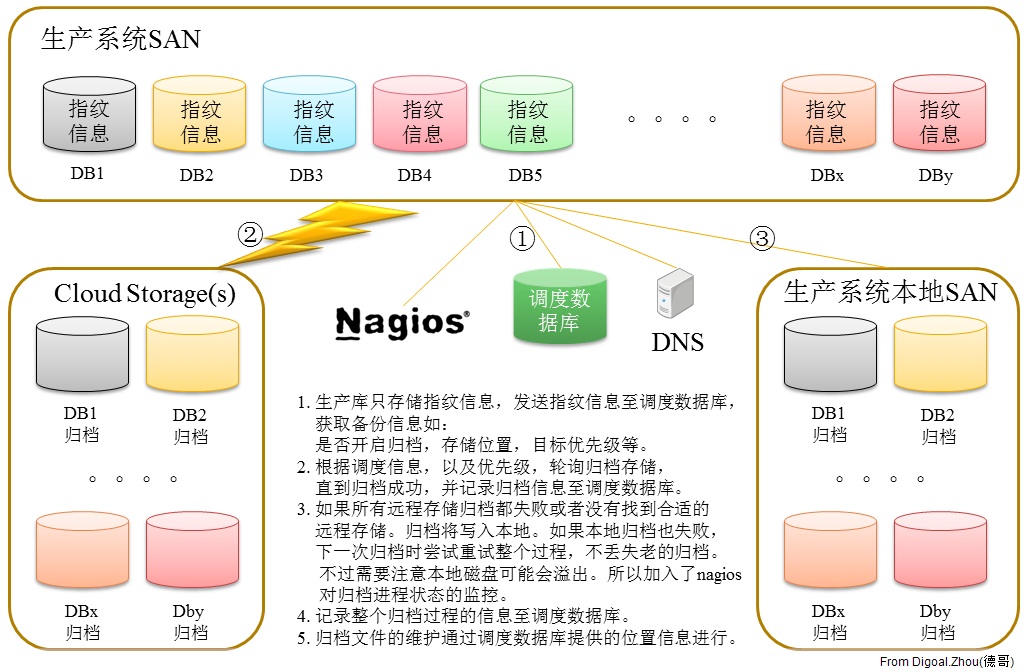 生产系统SAN
指纹
信息
指纹
信息
指纹
信息
指纹
信息
指纹
信息
。。。。
指纹
信息
指纹
信息
DB1
DB2
DB3
DB4
DB5
DBx
DBy
②
①
③
Cloud Storage(s)
DB1
归档
DB2
归档
。。。。
DBx
归档
Dby
归档
Nagios®
调度数
据库
DNS
1. 生产库只存储指纹信息，发送指纹信息至调度数据库，
获取备份信息如：
是否开启归档，存储位置，目标优先级等。
2. 根据调度信息，以及优先级，轮询归档存储，
直到归档成功，并记录归档信息至调度数据库。
3. 如果所有远程存储归档都失败或者没有找到合适的
远程存储。归档将写入本地。如果本地归档也失败，
下一次归档时尝试重试整个过程，不丢失老的归档。
不过需要注意本地磁盘可能会溢出。所以加入了nagios
对归档进程状态的监控。
4. 记录整个归档过程的信息至调度数据库。
5. 归档文件的维护通过调度数据库提供的位置信息进行。
生产系统本地SAN
DB1
归档
DB2
归档
。。。。
DBx
归档
Dby
归档
From Digoal.Zhou(德哥)